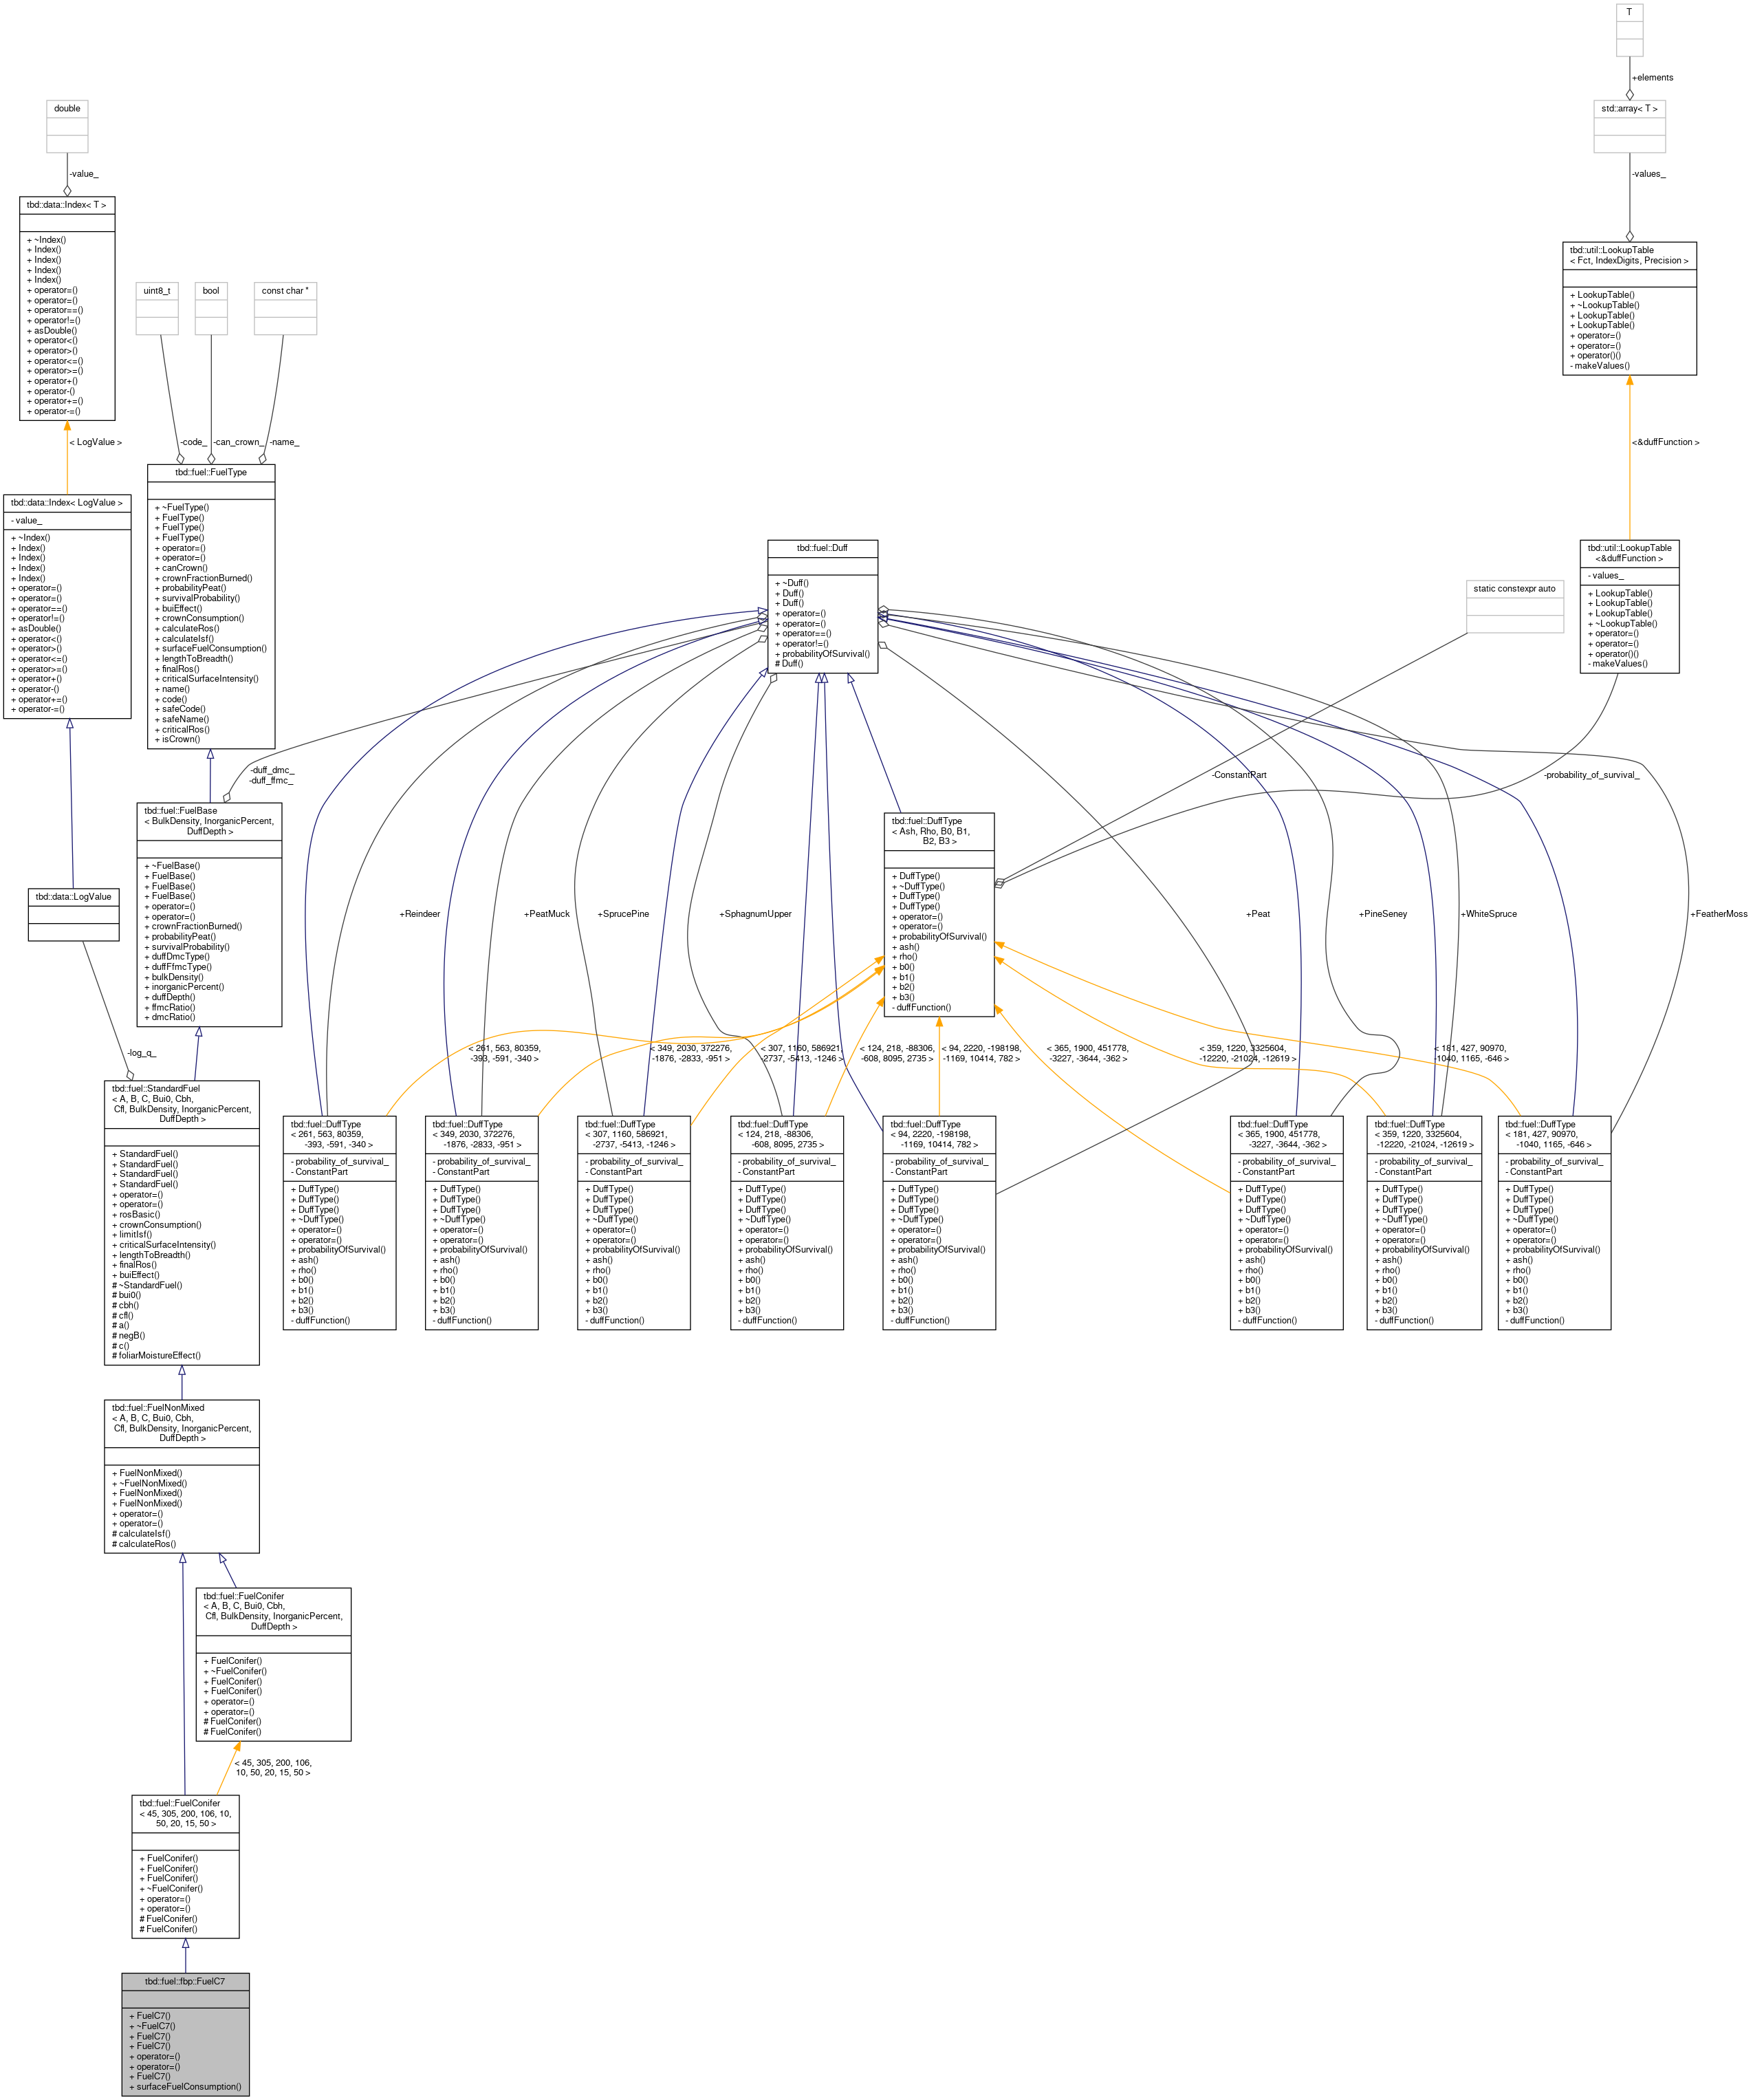 T
+elements
double
std::array< T >
-value_
-values_
tbd::data::Index< T >
+ ~Index()
+ Index()
+ Index()
+ Index()
+ Index()
+ operator=()
+ operator=()
+ operator==()
+ operator!=()
+ asDouble()
+ operator<()
+ operator>()
+ operator<=()
+ operator>=()
+ operator+()
+ operator-()
+ operator+=()
+ operator-=()
tbd::util::LookupTable
< Fct, IndexDigits, Precision >
+ LookupTable()
+ ~LookupTable()
+ LookupTable()
+ LookupTable()
+ operator=()
+ operator=()
+ operator()()
- makeValues()
uint8_t
bool
const char *
< LogValue >
-code_
-can_crown_
-name_
<&duffFunction >
tbd::data::Index< LogValue >
- value_
+ ~Index()
+ Index()
+ Index()
+ Index()
+ Index()
+ operator=()
+ operator=()
+ operator==()
+ operator!=()
+ asDouble()
+ operator<()
+ operator>()
+ operator<=()
+ operator>=()
+ operator+()
+ operator-()
+ operator+=()
+ operator-=()
tbd::fuel::FuelType
+ ~FuelType()
+ FuelType()
+ FuelType()
+ FuelType()
+ operator=()
+ operator=()
+ canCrown()
+ crownFractionBurned()
+ probabilityPeat()
+ survivalProbability()
+ buiEffect()
+ crownConsumption()
+ calculateRos()
+ calculateIsf()
+ surfaceFuelConsumption()
+ lengthToBreadth()
+ finalRos()
+ criticalSurfaceIntensity()
+ name()
+ code()
+ safeCode()
+ safeName()
+ criticalRos()
+ isCrown()
tbd::fuel::Duff
+ ~Duff()
+ Duff()
+ Duff()
+ operator=()
+ operator=()
+ operator==()
+ operator!=()
+ probabilityOfSurvival()
# Duff()
static constexpr auto
tbd::util::LookupTable
<&duffFunction >
- values_
+ LookupTable()
+ LookupTable()
+ LookupTable()
+ ~LookupTable()
+ operator=()
+ operator=()
+ operator()()
- makeValues()
-duff_dmc_
-duff_ffmc_
-ConstantPart
-probability_of_survival_
tbd::fuel::FuelBase
< BulkDensity, InorganicPercent,
DuffDepth >
+ ~FuelBase()
+ FuelBase()
+ FuelBase()
+ FuelBase()
+ operator=()
+ operator=()
+ crownFractionBurned()
+ probabilityPeat()
+ survivalProbability()
+ duffDmcType()
+ duffFfmcType()
+ bulkDensity()
+ inorganicPercent()
+ duffDepth()
+ ffmcRatio()
+ dmcRatio()
tbd::fuel::DuffType
< Ash, Rho, B0, B1,
B2, B3 >
+ DuffType()
+ ~DuffType()
+ DuffType()
+ DuffType()
+ operator=()
+ operator=()
+ probabilityOfSurvival()
+ ash()
+ rho()
+ b0()
+ b1()
+ b2()
+ b3()
- duffFunction()
tbd::data::LogValue
+Reindeer
+PeatMuck
+SprucePine
+SphagnumUpper
+Peat
+PineSeney
+WhiteSpruce
+FeatherMoss
-log_q_
< 261, 563, 80359,
-393, -591, -340 >
< 349, 2030, 372276,
-1876, -2833, -951 >
< 307, 1160, 586921,
-2737, -5413, -1246 >
< 124, 218, -88306,
-608, 8095, 2735 >
< 94, 2220, -198198,
-1169, 10414, 782 >
< 365, 1900, 451778,
-3227, -3644, -362 >
< 359, 1220, 3325604,
-12220, -21024, -12619 >
< 181, 427, 90970,
-1040, 1165, -646 >
tbd::fuel::StandardFuel
< A, B, C, Bui0, Cbh,
Cfl, BulkDensity, InorganicPercent,
DuffDepth >
+ StandardFuel()
+ StandardFuel()
+ StandardFuel()
+ StandardFuel()
+ operator=()
+ operator=()
+ rosBasic()
+ crownConsumption()
+ limitIsf()
+ criticalSurfaceIntensity()
+ lengthToBreadth()
+ finalRos()
+ buiEffect()
# ~StandardFuel()
# bui0()
# cbh()
# cfl()
# a()
# negB()
# c()
# foliarMoistureEffect()
tbd::fuel::DuffType
< 261, 563, 80359,
-393, -591, -340 >
- probability_of_survival_
- ConstantPart
+ DuffType()
+ DuffType()
+ DuffType()
+ ~DuffType()
+ operator=()
+ operator=()
+ probabilityOfSurvival()
+ ash()
+ rho()
+ b0()
+ b1()
+ b2()
+ b3()
- duffFunction()
tbd::fuel::DuffType
< 349, 2030, 372276,
-1876, -2833, -951 >
- probability_of_survival_
- ConstantPart
+ DuffType()
+ DuffType()
+ DuffType()
+ ~DuffType()
+ operator=()
+ operator=()
+ probabilityOfSurvival()
+ ash()
+ rho()
+ b0()
+ b1()
+ b2()
+ b3()
- duffFunction()
tbd::fuel::DuffType
< 307, 1160, 586921,
-2737, -5413, -1246 >
- probability_of_survival_
- ConstantPart
+ DuffType()
+ DuffType()
+ DuffType()
+ ~DuffType()
+ operator=()
+ operator=()
+ probabilityOfSurvival()
+ ash()
+ rho()
+ b0()
+ b1()
+ b2()
+ b3()
- duffFunction()
tbd::fuel::DuffType
< 124, 218, -88306,
-608, 8095, 2735 >
- probability_of_survival_
- ConstantPart
+ DuffType()
+ DuffType()
+ DuffType()
+ ~DuffType()
+ operator=()
+ operator=()
+ probabilityOfSurvival()
+ ash()
+ rho()
+ b0()
+ b1()
+ b2()
+ b3()
- duffFunction()
tbd::fuel::DuffType
< 94, 2220, -198198,
-1169, 10414, 782 >
- probability_of_survival_
- ConstantPart
+ DuffType()
+ DuffType()
+ DuffType()
+ ~DuffType()
+ operator=()
+ operator=()
+ probabilityOfSurvival()
+ ash()
+ rho()
+ b0()
+ b1()
+ b2()
+ b3()
- duffFunction()
tbd::fuel::DuffType
< 365, 1900, 451778,
-3227, -3644, -362 >
- probability_of_survival_
- ConstantPart
+ DuffType()
+ DuffType()
+ DuffType()
+ ~DuffType()
+ operator=()
+ operator=()
+ probabilityOfSurvival()
+ ash()
+ rho()
+ b0()
+ b1()
+ b2()
+ b3()
- duffFunction()
tbd::fuel::DuffType
< 359, 1220, 3325604,
-12220, -21024, -12619 >
- probability_of_survival_
- ConstantPart
+ DuffType()
+ DuffType()
+ DuffType()
+ ~DuffType()
+ operator=()
+ operator=()
+ probabilityOfSurvival()
+ ash()
+ rho()
+ b0()
+ b1()
+ b2()
+ b3()
- duffFunction()
tbd::fuel::DuffType
< 181, 427, 90970,
-1040, 1165, -646 >
- probability_of_survival_
- ConstantPart
+ DuffType()
+ DuffType()
+ DuffType()
+ ~DuffType()
+ operator=()
+ operator=()
+ probabilityOfSurvival()
+ ash()
+ rho()
+ b0()
+ b1()
+ b2()
+ b3()
- duffFunction()
tbd::fuel::FuelNonMixed
< A, B, C, Bui0, Cbh,
Cfl, BulkDensity, InorganicPercent,
DuffDepth >
+ FuelNonMixed()
+ ~FuelNonMixed()
+ FuelNonMixed()
+ FuelNonMixed()
+ operator=()
+ operator=()
# calculateIsf()
# calculateRos()
tbd::fuel::FuelConifer
< A, B, C, Bui0, Cbh,
Cfl, BulkDensity, InorganicPercent,
DuffDepth >
+ FuelConifer()
+ ~FuelConifer()
+ FuelConifer()
+ FuelConifer()
+ operator=()
+ operator=()
# FuelConifer()
# FuelConifer()
< 45, 305, 200, 106,
10, 50, 20, 15, 50 >
tbd::fuel::FuelConifer
< 45, 305, 200, 106, 10,
50, 20, 15, 50 >
+ FuelConifer()
+ FuelConifer()
+ FuelConifer()
+ ~FuelConifer()
+ operator=()
+ operator=()
# FuelConifer()
# FuelConifer()
tbd::fuel::fbp::FuelC7
+ FuelC7()
+ ~FuelC7()
+ FuelC7()
+ FuelC7()
+ operator=()
+ operator=()
+ FuelC7()
+ surfaceFuelConsumption()